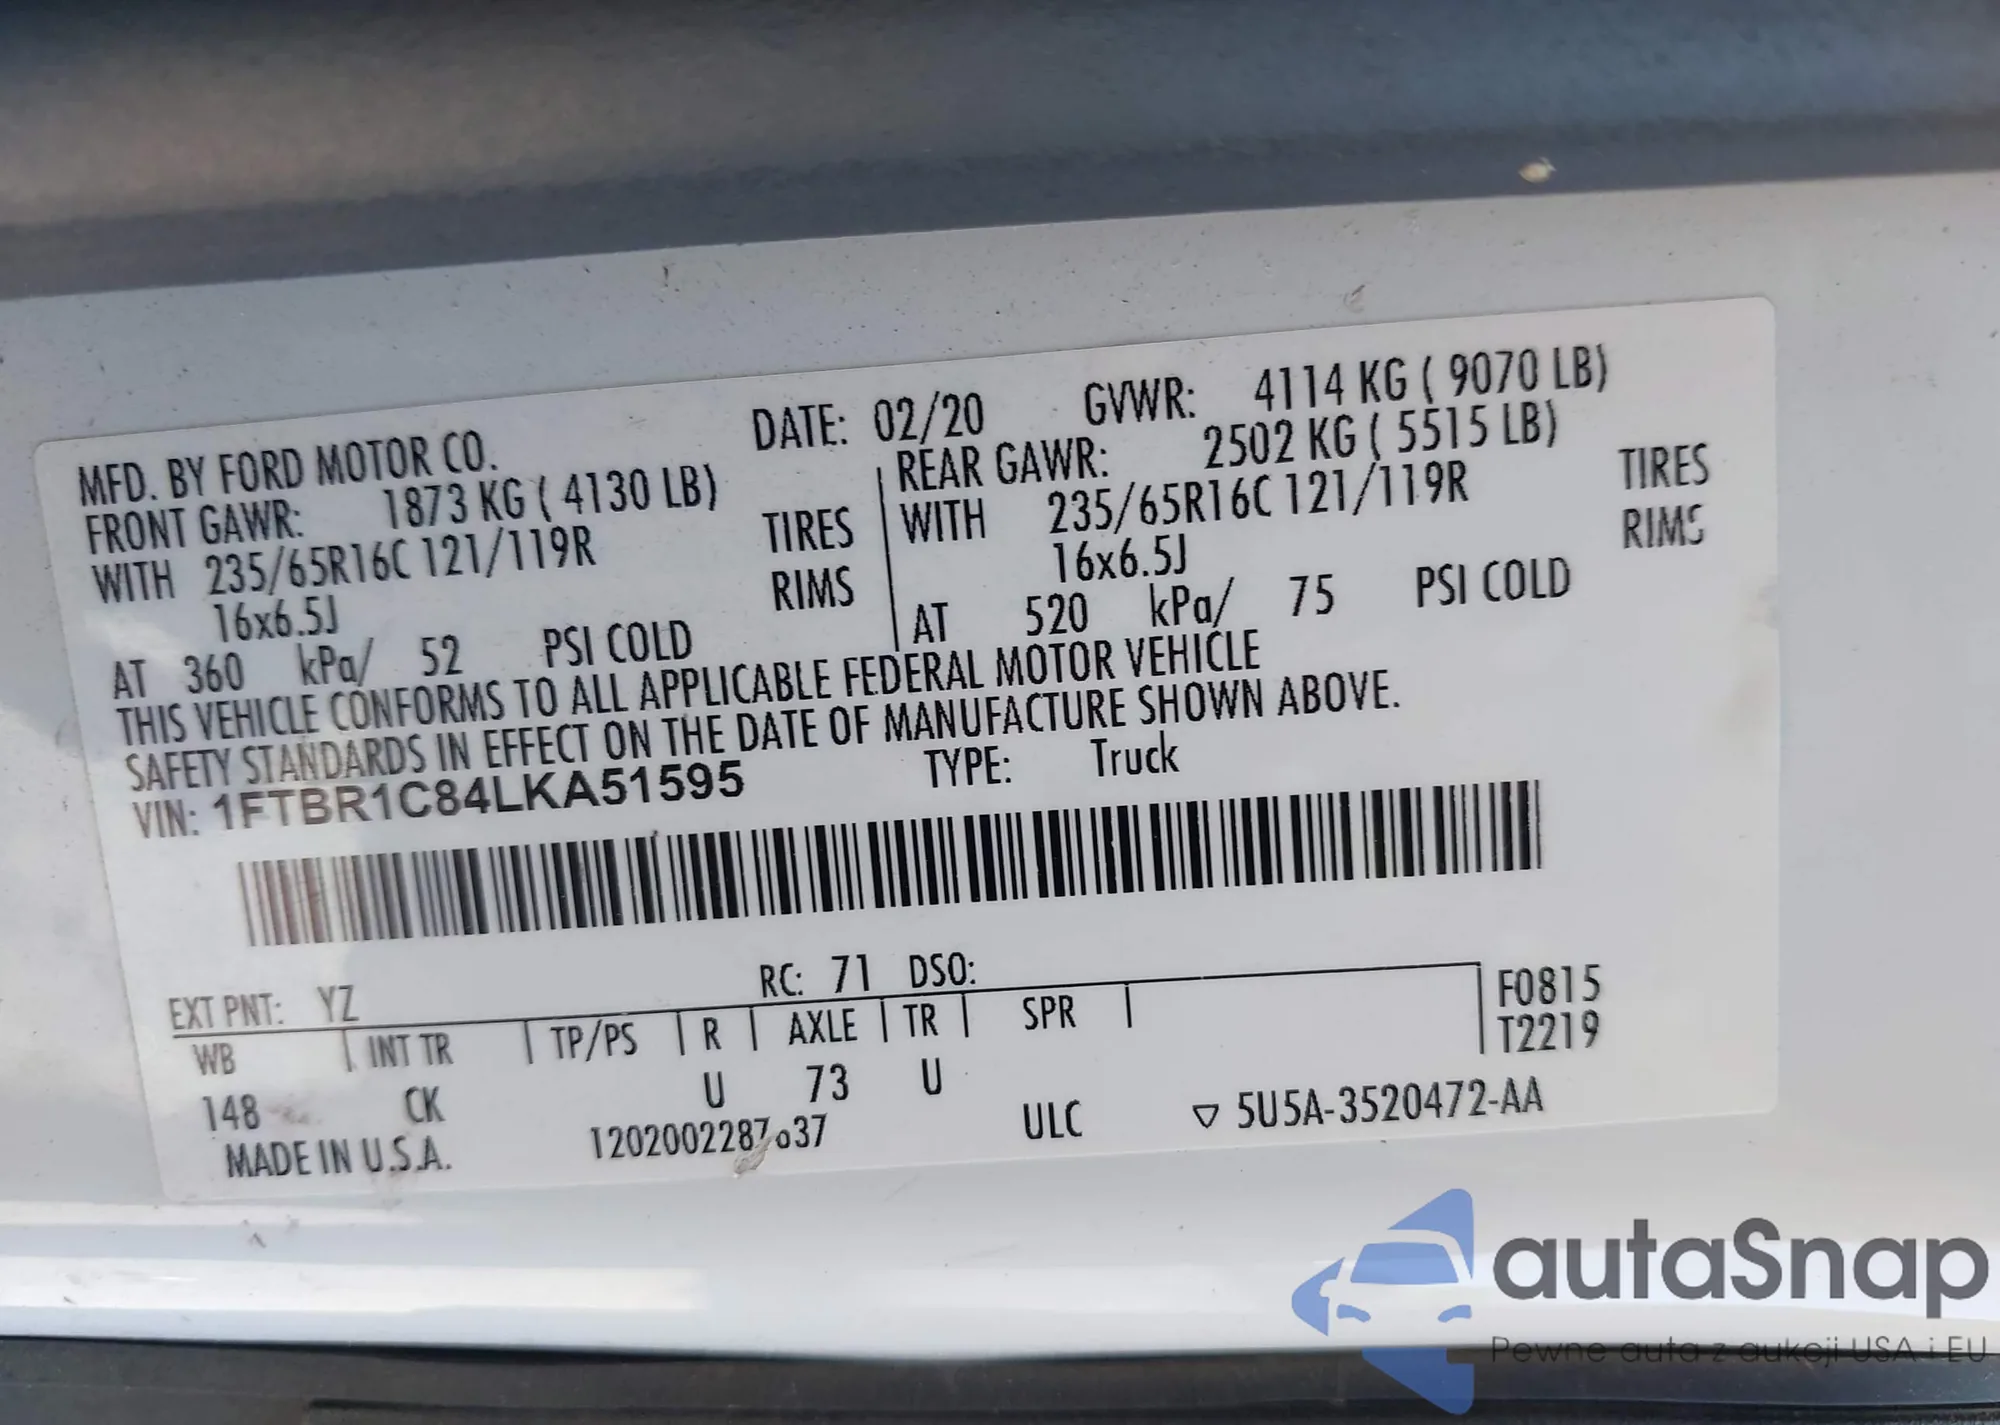 MFD. BY FORD MOTOR CO. DATE: 02/20 GVWR: 4114 KG ( 9070 LB)
FRONT GAWR: 1873 KG ( 4130 LB) REAR GAWR: 2502 KG ( 5515 LB)
WITH 235/65R16C 121/119R TIRES WITH 235/65R16C 121/119R TIRES
16x6.5J RIMS 16x6.5J RIMS
AT 360 kPa/ 52 PSI COLD AT 520 kPa/ 75 PSI COLD
THIS VEHICLE CONFORMS TO ALL APPLICABLE FEDERAL MOTOR VEHICLE
SAFETY STANDARDS IN EFFECT ON THE DATE OF MANUFACTURE SHOWN ABOVE.
VIN: 1FTBR1C84LKA51595 TYPE: Truck
EXT PNT: YZ RC: 71 DSO:
WB INT TR TP/PS R AXLE TR SPR F0815
T2219
148 CK U 73 U
MADE IN U.S.A. ULC ▽ 5U5A-3520472-AA
autaSnap
Pewne auta z aukcji USA i EU